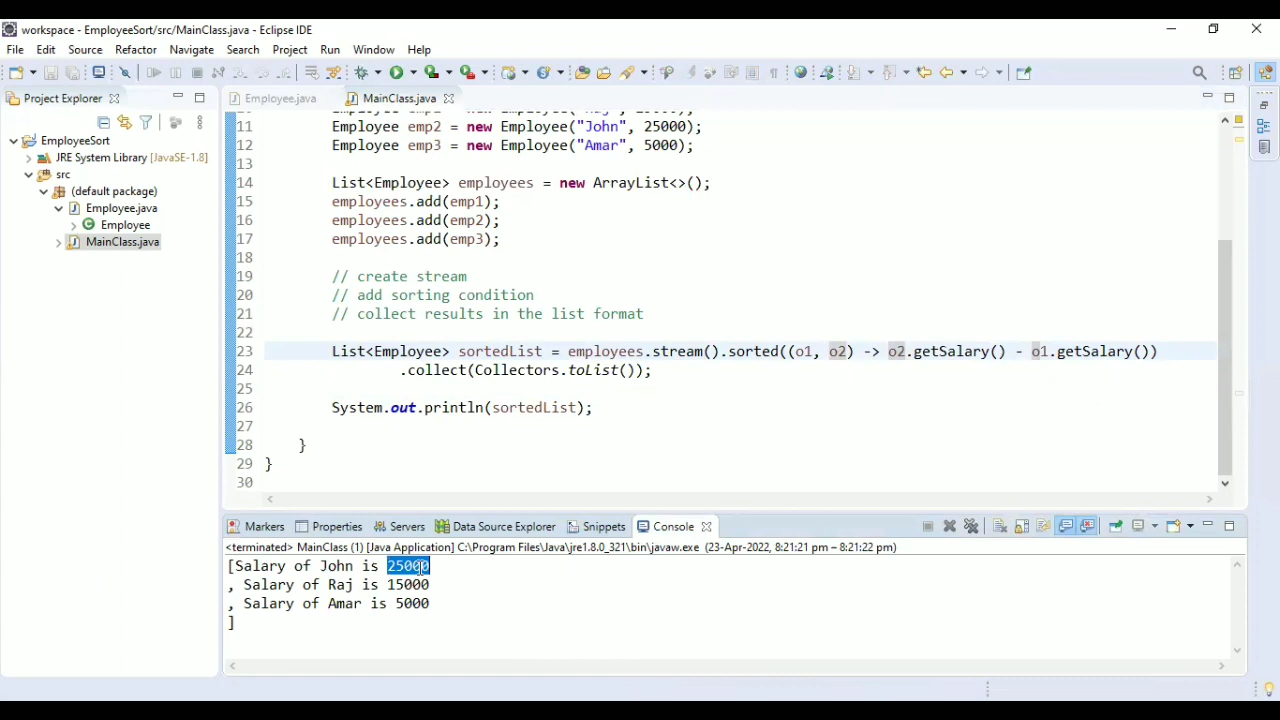 workspace - EmployeeSort/src/MainClass.java - Eclipse IDE
File Edit Source Refactor Navigate Search Project Run Window Help
Project Explorer
Employee.java MainClass.java
EmployeeSort
JRE System Library [JavaSE-1.8]
src
(default package)
Employee.java
Employee
MainClass.java
11 Employee emp2 = new Employee("John", 25000);
12 Employee emp3 = new Employee("Amar", 5000);
13
14 List<Employee> employees = new ArrayList<>();
15 employees.add(emp1);
16 employees.add(emp2);
17 employees.add(emp3);
18
19 // create stream
20 // add sorting condition
21 // collect results in the list format
22
23 List<Employee> sortedList = employees.stream().sorted((o1, o2) -> o2.getSalary() - o1.getSalary())
24 .collect(Collectors.toList());
25
26 System.out.println(sortedList);
27
28 }
29 }
30
Markers Properties Servers Data Source Explorer Snippets Console
<terminated> MainClass (1) [Java Application] C:\Program Files\Java\jre1.8.0_321\bin\javaw.exe (23-Apr-2022, 8:21:21 pm – 8:21:22 pm)
[Salary of John is 25000
, Salary of Raj is 15000
, Salary of Amar is 5000
]